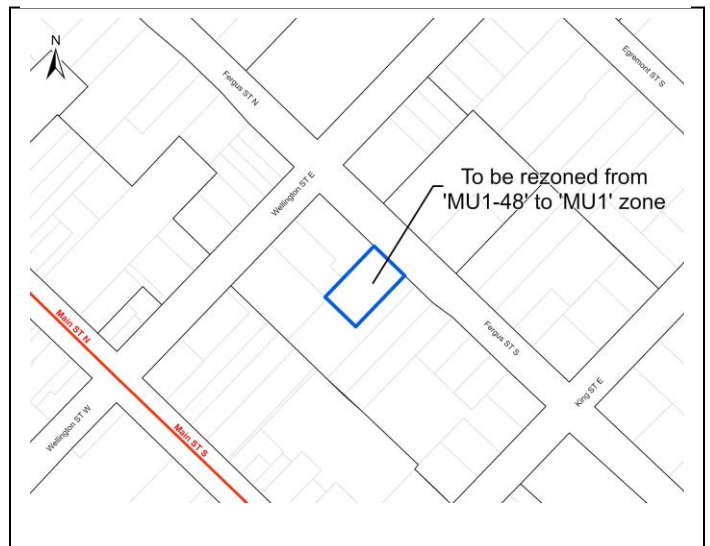 N
Fergus ST N
Egremont ST S
Wellington ST E
To be rezoned from
'MU1-48' to 'MU1' zone
Main ST N
Fergus ST S
King ST E
Wellington ST W
Main ST S